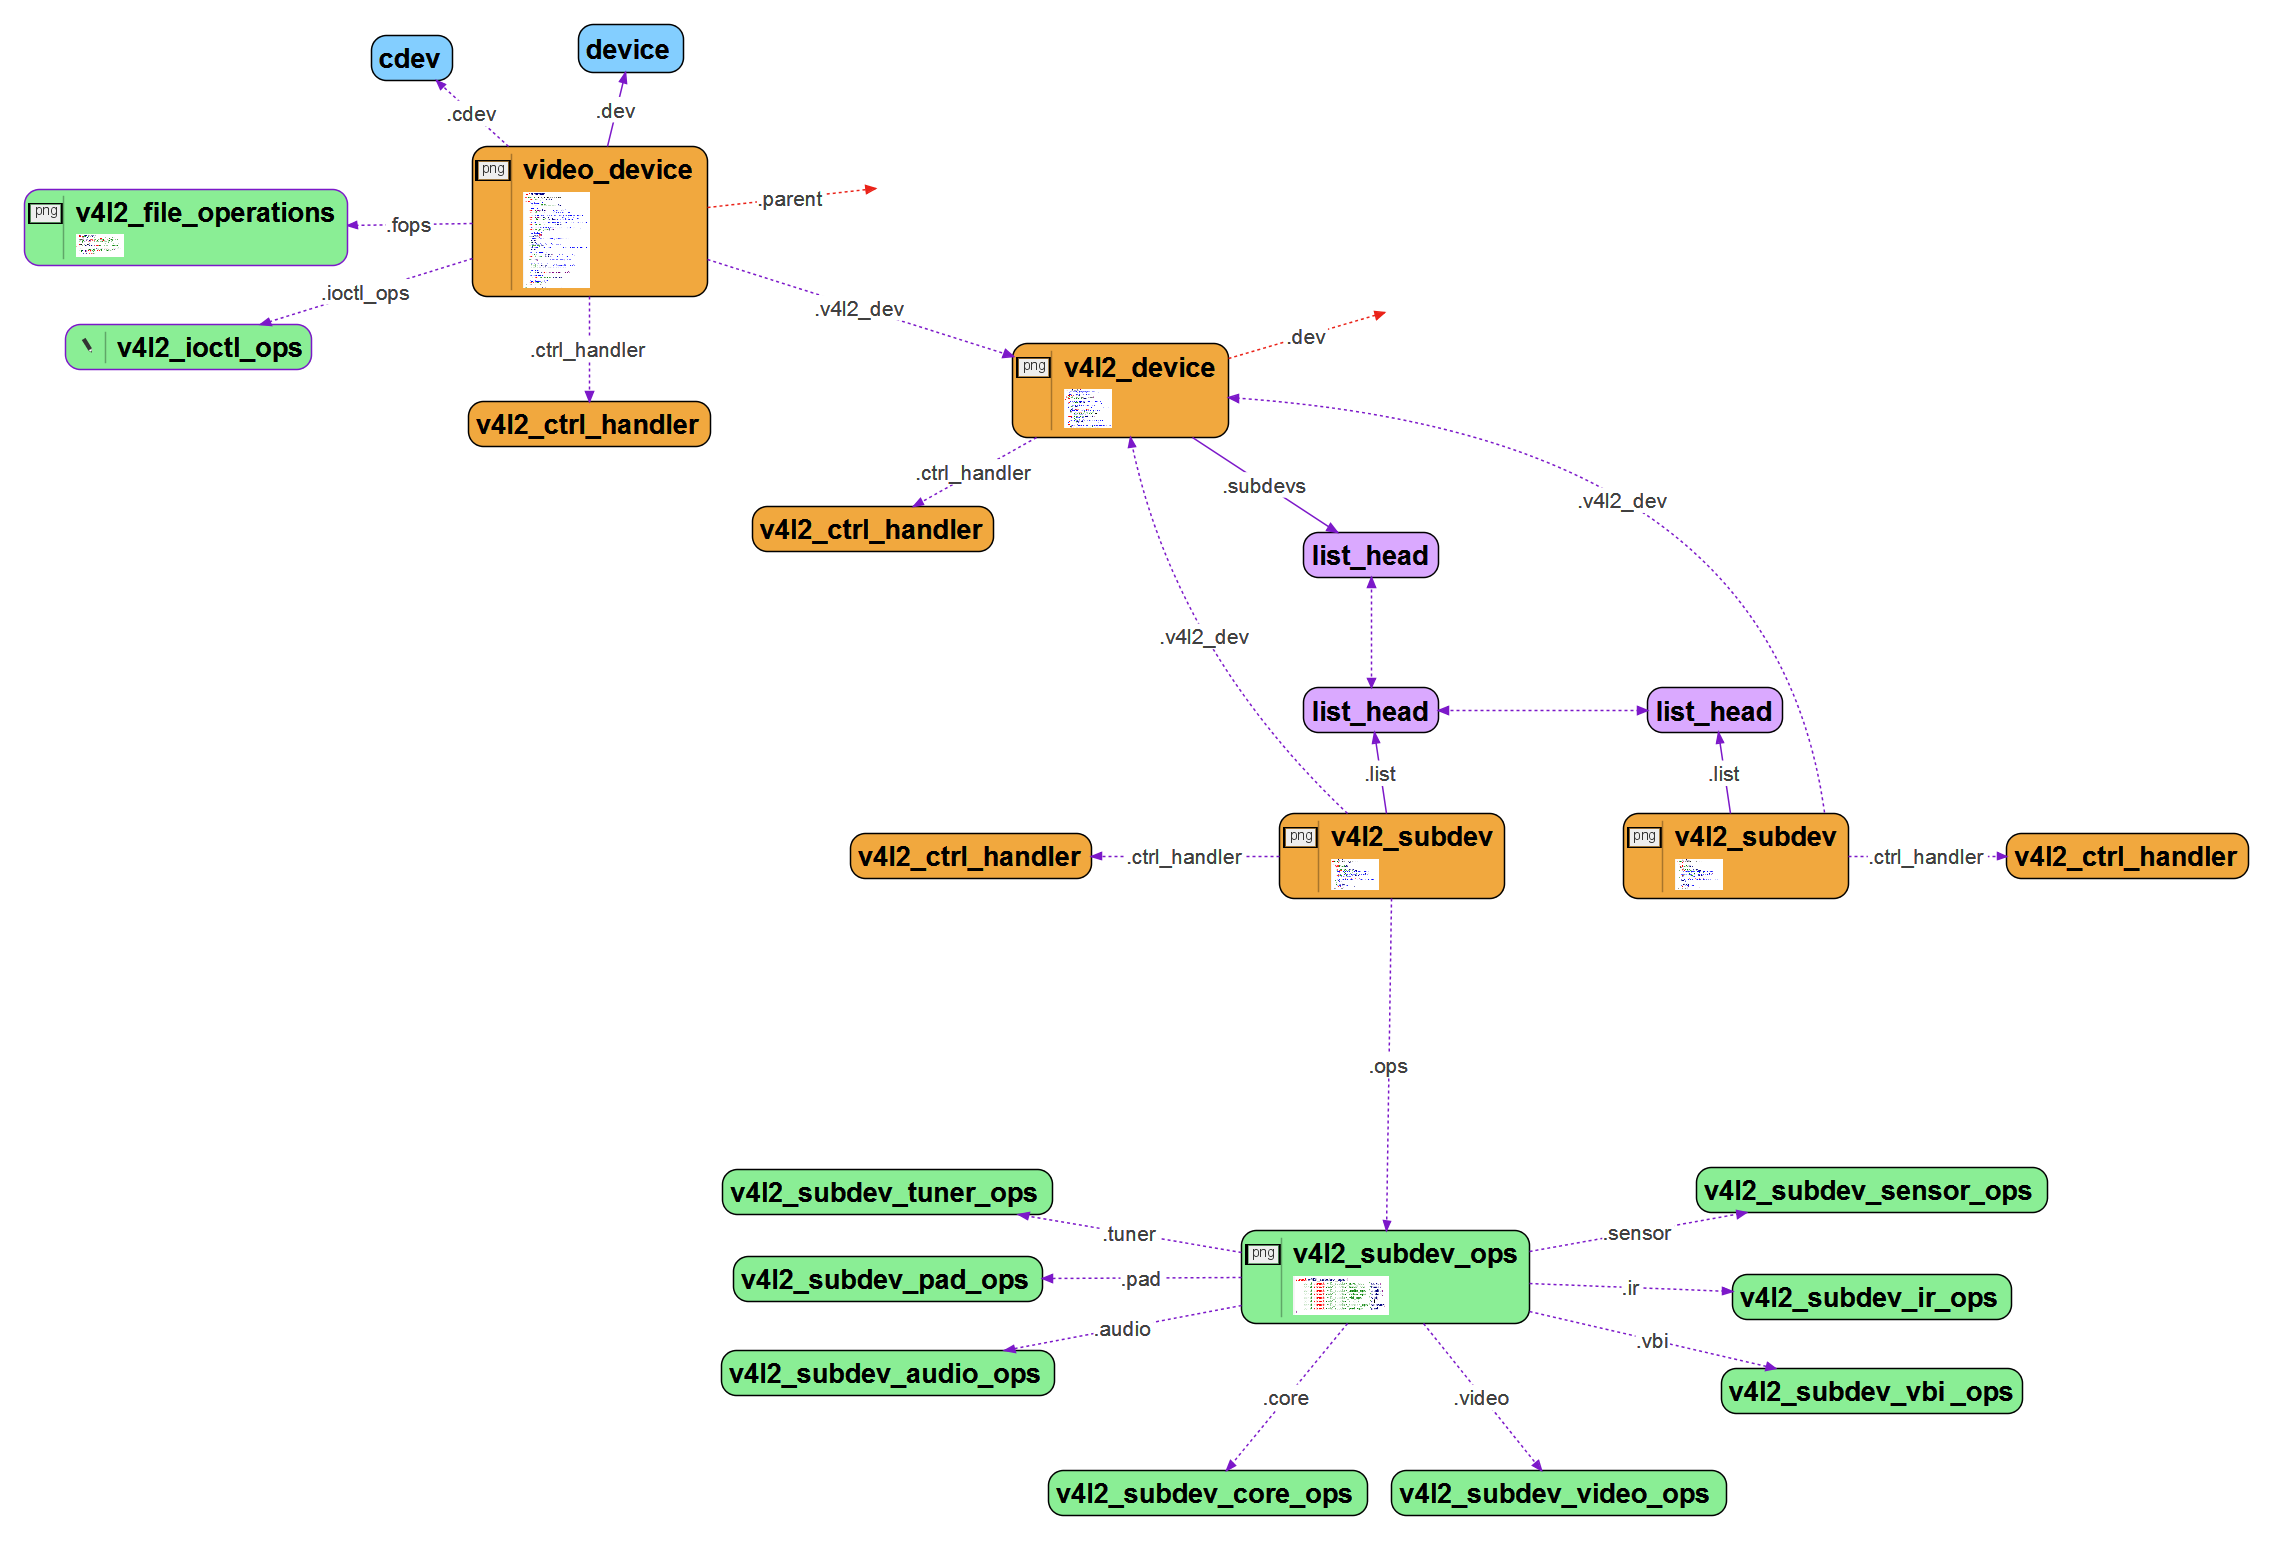 device
cdev
.dev
.cdev
png
video_device
.parent
png
v4l2_file_operations
.fops
.ioctl_ops
.v4l2_dev
.dev
v4l2_ioctl_ops
.ctrl_handler
png
v4l2_device
v4l2_ctrl_handler
.ctrl_handler
.subdevs
.v4l2_dev
v4l2_ctrl_handler
list_head
.v4l2_dev
list_head
list_head
.list
.list
png
v4l2_subdev
png
v4l2_subdev
v4l2_ctrl_handler
.ctrl_handler
.ctrl_handler
v4l2_ctrl_handler
.ops
v4l2_subdev_tuner_ops
v4l2_subdev_sensor_ops
.tuner
.sensor
png
v4l2_subdev_ops
v4l2_subdev_pad_ops
.pad
.ir
v4l2_subdev_ir_ops
.audio
.vbi
v4l2_subdev_audio_ops
v4l2_subdev_vbi_ops
.core
.video
v4l2_subdev_core_ops
v4l2_subdev_video_ops